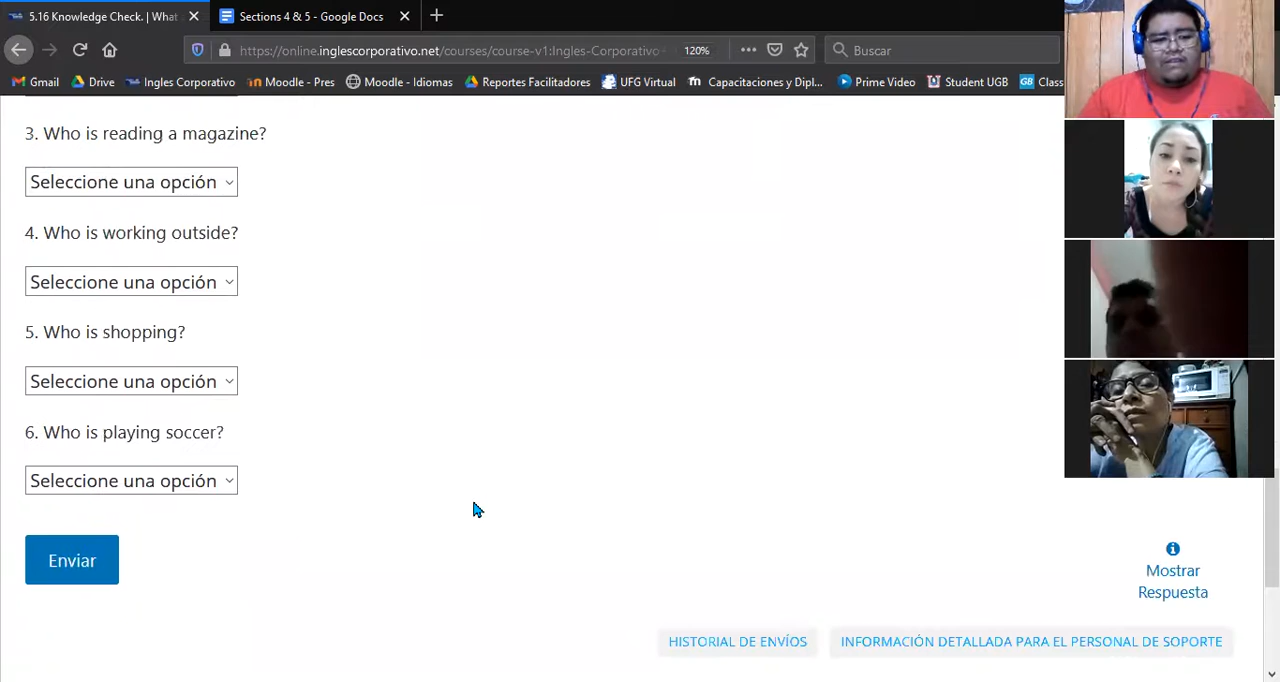 5.16 Knowledge Check. | What
Sections 4 & 5 - Google Docs
https://online.inglescorporativo.net/courses/course-v1:Ingles-Corporativo
120%
Buscar
Gmail
Drive
Ingles Corporativo
Moodle - Pres
Moodle - Idiomas
Reportes Facilitadores
UFG Virtual
Capacitaciones y Dipl...
Prime Video
Student UGB
Class
3. Who is reading a magazine?
Seleccione una opción
4. Who is working outside?
Seleccione una opción
5. Who is shopping?
Seleccione una opción
6. Who is playing soccer?
Seleccione una opción
Enviar
Mostrar
Respuesta
HISTORIAL DE ENVÍOS
INFORMACIÓN DETALLADA PARA EL PERSONAL DE SOPORTE